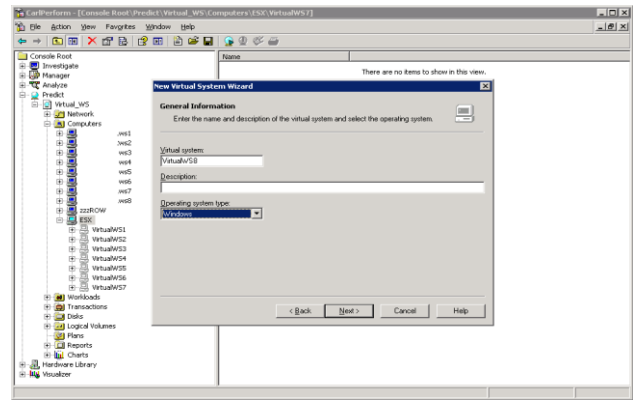 CarlPerform - [Console Root\Predict\Virtual_WS\Computers\ESX\VirtualWS7]
File Action View Favorites Window Help
Console Root
Investigate
Manager
Analyze
Predict
Virtual_WS
Network
Computers
.ws1
.ws2
ws3
ws4
ws5
ws6
.ws7
.ws8
zzzROW
ESX
VirtualWS1
VirtualWS2
VirtualWS3
VirtualWS4
VirtualWS5
VirtualWS6
VirtualWS7
Workloads
Transactions
Disks
Logical Volumes
Plans
Reports
Charts
Hardware Library
Visualizer
Name
There are no items to show in this view.
New Virtual System Wizard
General Information
Enter the name and description of the virtual system and select the operating system.
Virtual system:
VirtualWS8
Description:
Operating system type:
Windows
< Back Next > Cancel Help